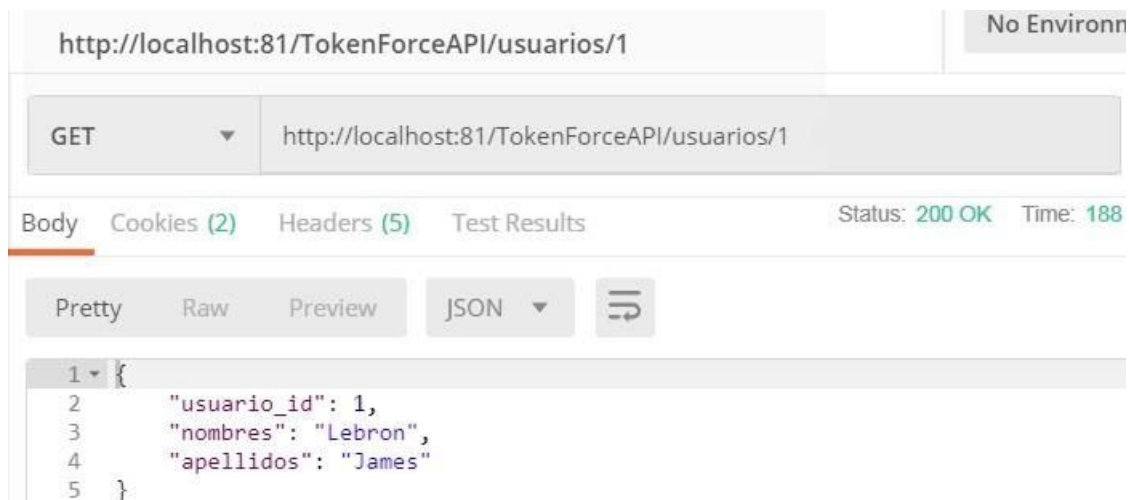 http://localhost:81/TokenForceAPI/usuarios/1
No
GET http://localhost:81/TokenForceAPI/usuarios/1
Body Cookies (2) Headers (5) Test Results Status: 200 OK Time: 188
Pretty Raw Preview JSON
1 {
2 "usuario_id": 1,
3 "nombres": "Lebron",
4 "apellidos": "James"
5 }